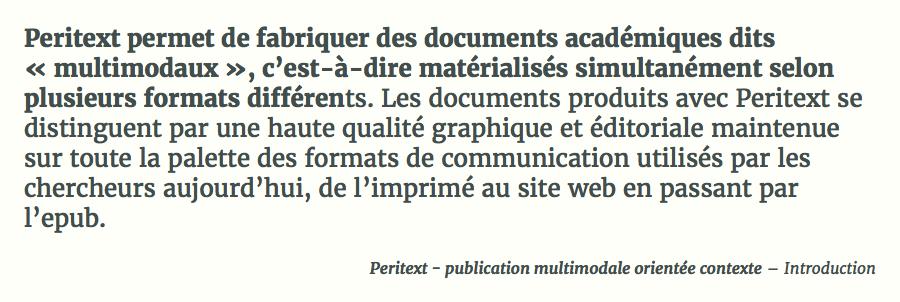 Peritext permet de fabriquer des documents académiques dits
« multimodaux », c’est-à-dire matérialisés simultanément selon
plusieurs formats différents. Les documents produits avec Peritext se
distinguent par une haute qualité graphique et éditoriale maintenue
sur toute la palette des formats de communication utilisés par les
chercheurs aujourd’hui, de l’imprimé au site web en passant par
l’epub.
Peritext – publication multimodale orientée contexte – Introduction